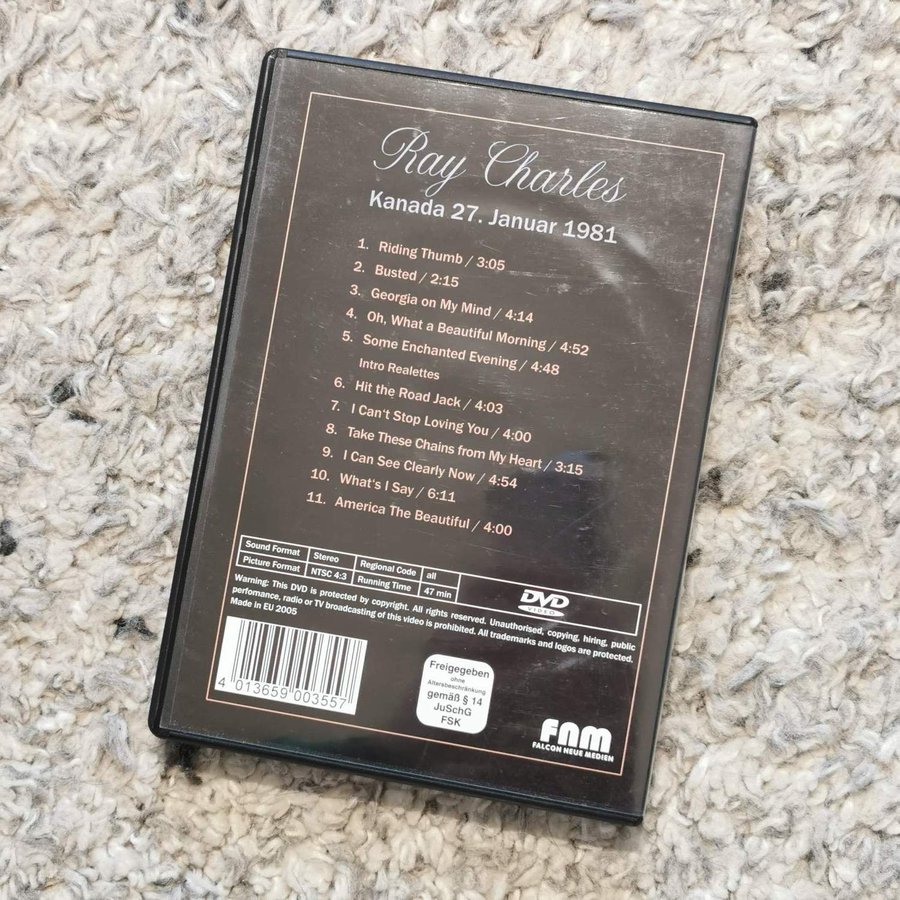 Ray Charles
Kanada 27. Januar 1981
1. Riding Thumb / 3:05
2. Busted / 2:15
3. Georgia on My Mind / 4:14
4. Oh, What a Beautiful Morning / 4:52
5. Some Enchanted Evening / 4:48
Intro Realettes
6. Hit the Road Jack / 4:03
7. I Can't Stop Loving You / 4:00
8. Take These Chains from My Heart / 3:15
9. I Can See Clearly Now / 4:54
10. What's I Say / 6:11
11. America The Beautiful / 4:00
Sound Format Stereo Regional Code all
Picture Format NTSC 4:3 Running Time 47 min
DVD
VIDEO
Warning: This DVD is protected by copyright. All rights reserved. Unauthorised, copying, hiring, public
perfomance, radio or TV broadcasting of this video is prohibited. All trademarks and logos are protected.
Made in EU 2005
4 013659 003557
Freigegeben
ohne
Altersbeschränkung
gemäß § 14
JuSchG
FSK
FNM
FALCON NEUE MEDIEN